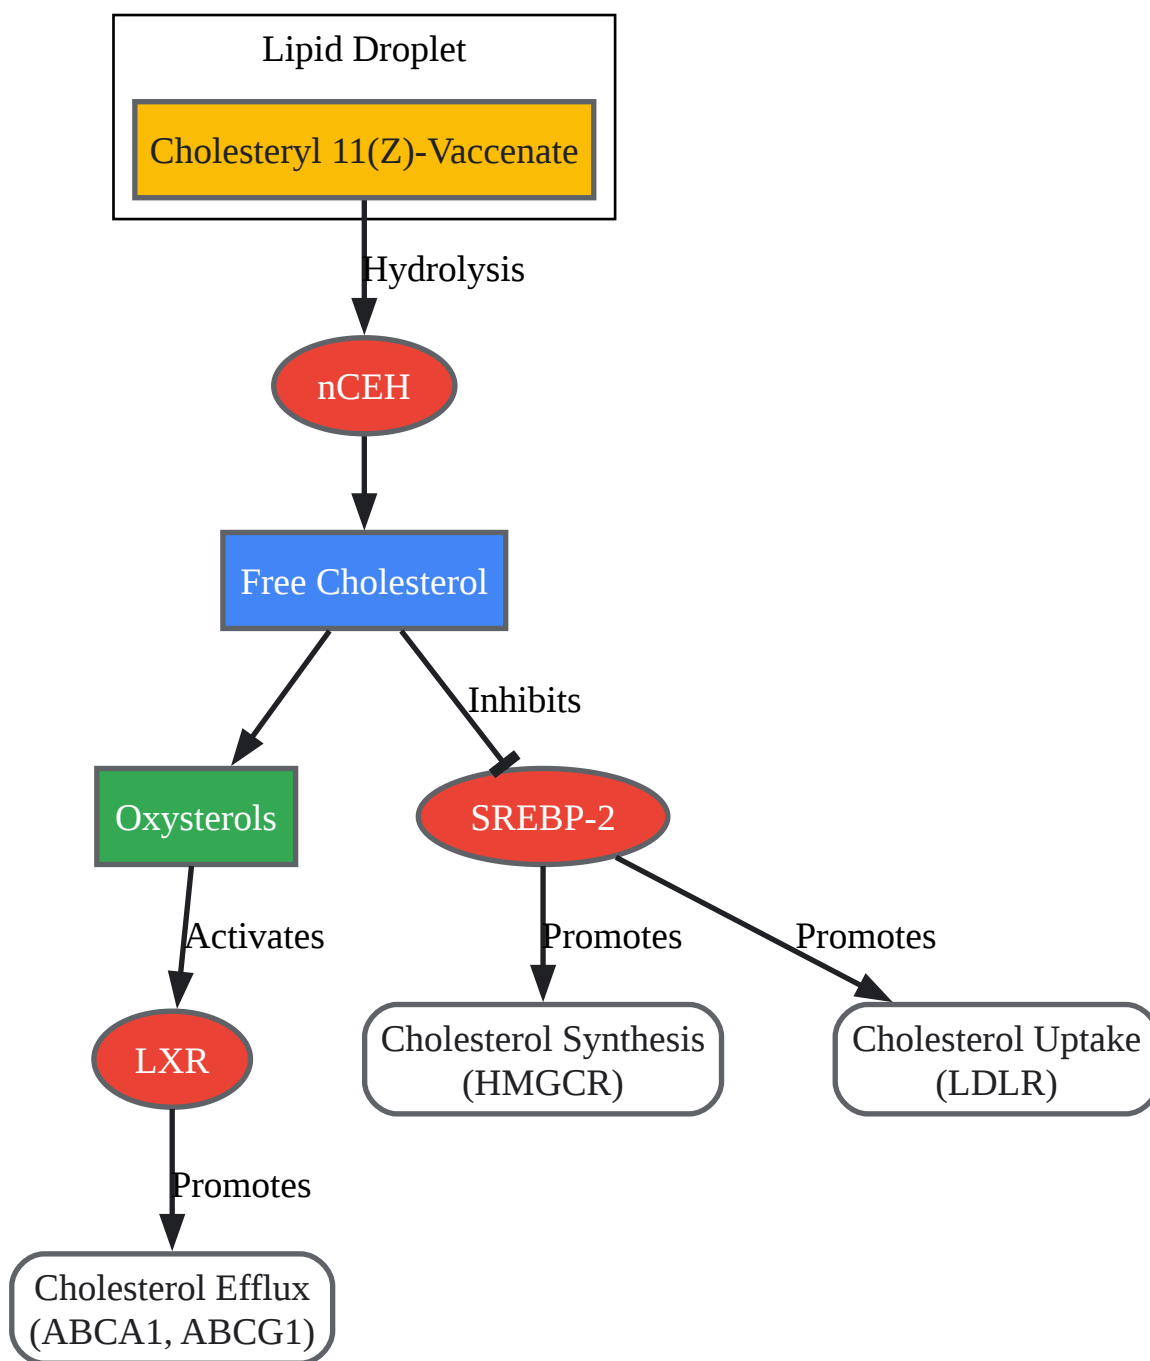 Lipid Droplet
Cholesteryl 11(Z)-Vaccenate
Hydrolysis
nCEH
Free Cholesterol
Inhibits
Oxysterols
SREBP-2
Activates
Promotes
Promotes
LXR
Cholesterol Synthesis
(HMGCR)
Cholesterol Uptake
(LDLR)
Promotes
Cholesterol Efflux
(ABCA1, ABCG1)